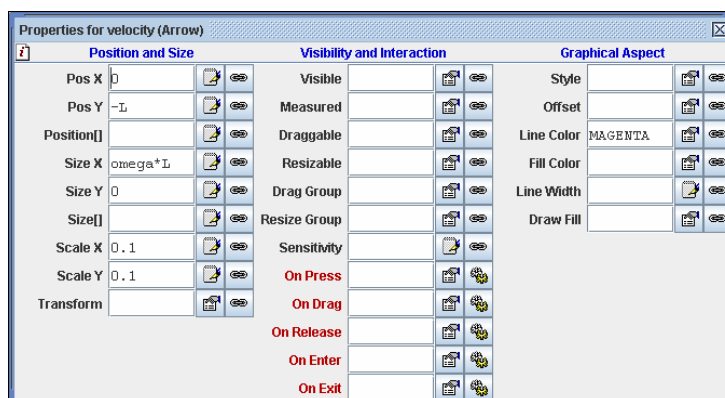 Properties for velocity (Arrow)
Position and Size Visibility and Interaction Graphical Aspect
Pos X 0 Visible Style
Pos Y -L Measured Offset
Position[] Draggable Line Color MAGENTA
Size X omega*L Resizable Fill Color
Size Y 0 Drag Group Line Width
Size[] Resize Group Draw Fill
Scale X 0.1 Sensitivity
Scale Y 0.1 On Press
Transform On Drag
On Release
On Enter
On Exit